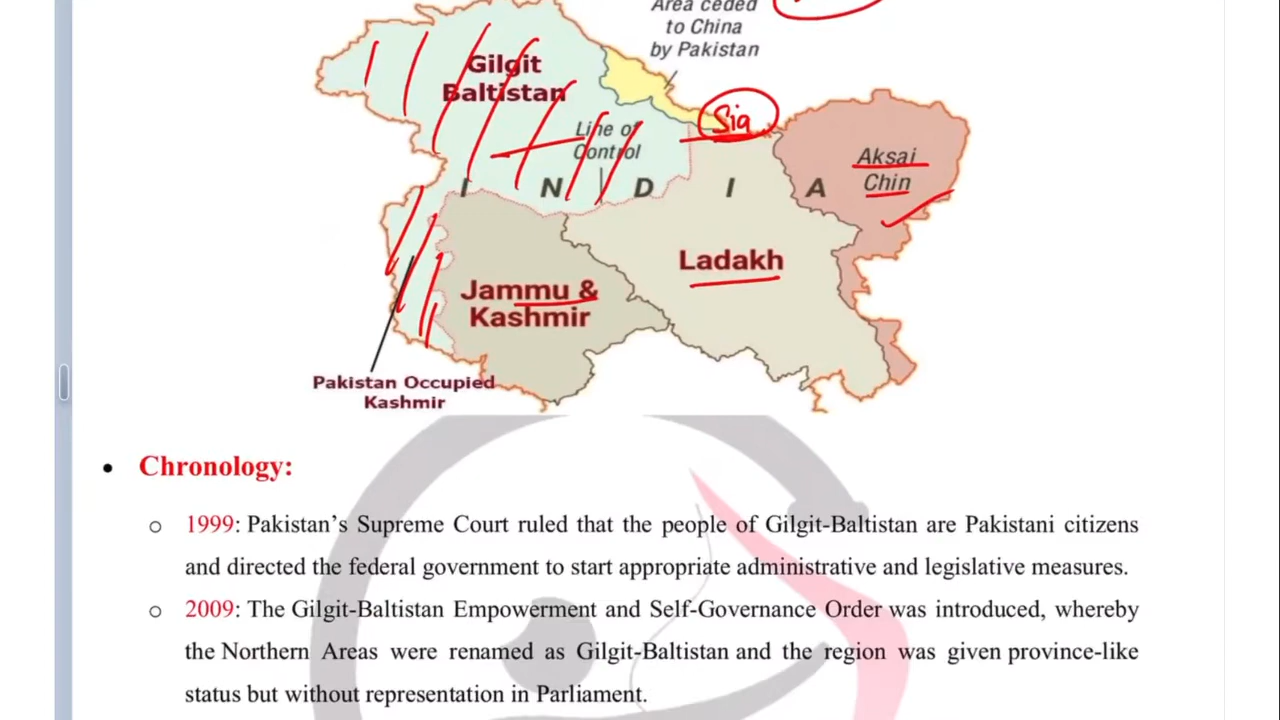 Area ceded
to China
by Pakistan
Gilgit
Baltistan
Sia
Line of
Control
Aksai
Chin
I N D I A
Ladakh
Jammu &
Kashmir
Pakistan Occupied
Kashmir
• Chronology:
o 1999: Pakistan’s Supreme Court ruled that the people of Gilgit-Baltistan are Pakistani citizens
and directed the federal government to start appropriate administrative and legislative measures.
o 2009: The Gilgit-Baltistan Empowerment and Self-Governance Order was introduced, whereby
the Northern Areas were renamed as Gilgit-Baltistan and the region was given province-like
status but without representation in Parliament.